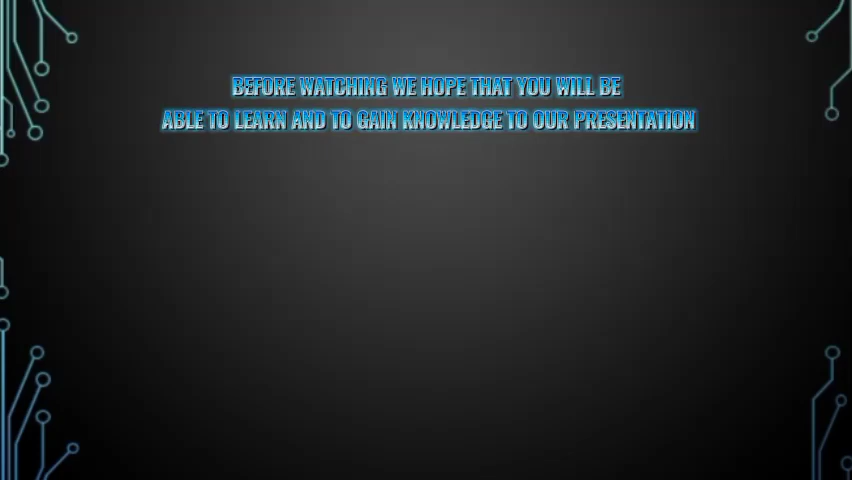 BEFORE WATCHING WE HOPE THAT YOU WILL BE
ABLE TO LEARN AND TO GAIN KNOWLEDGE TO OUR PRESENTATION